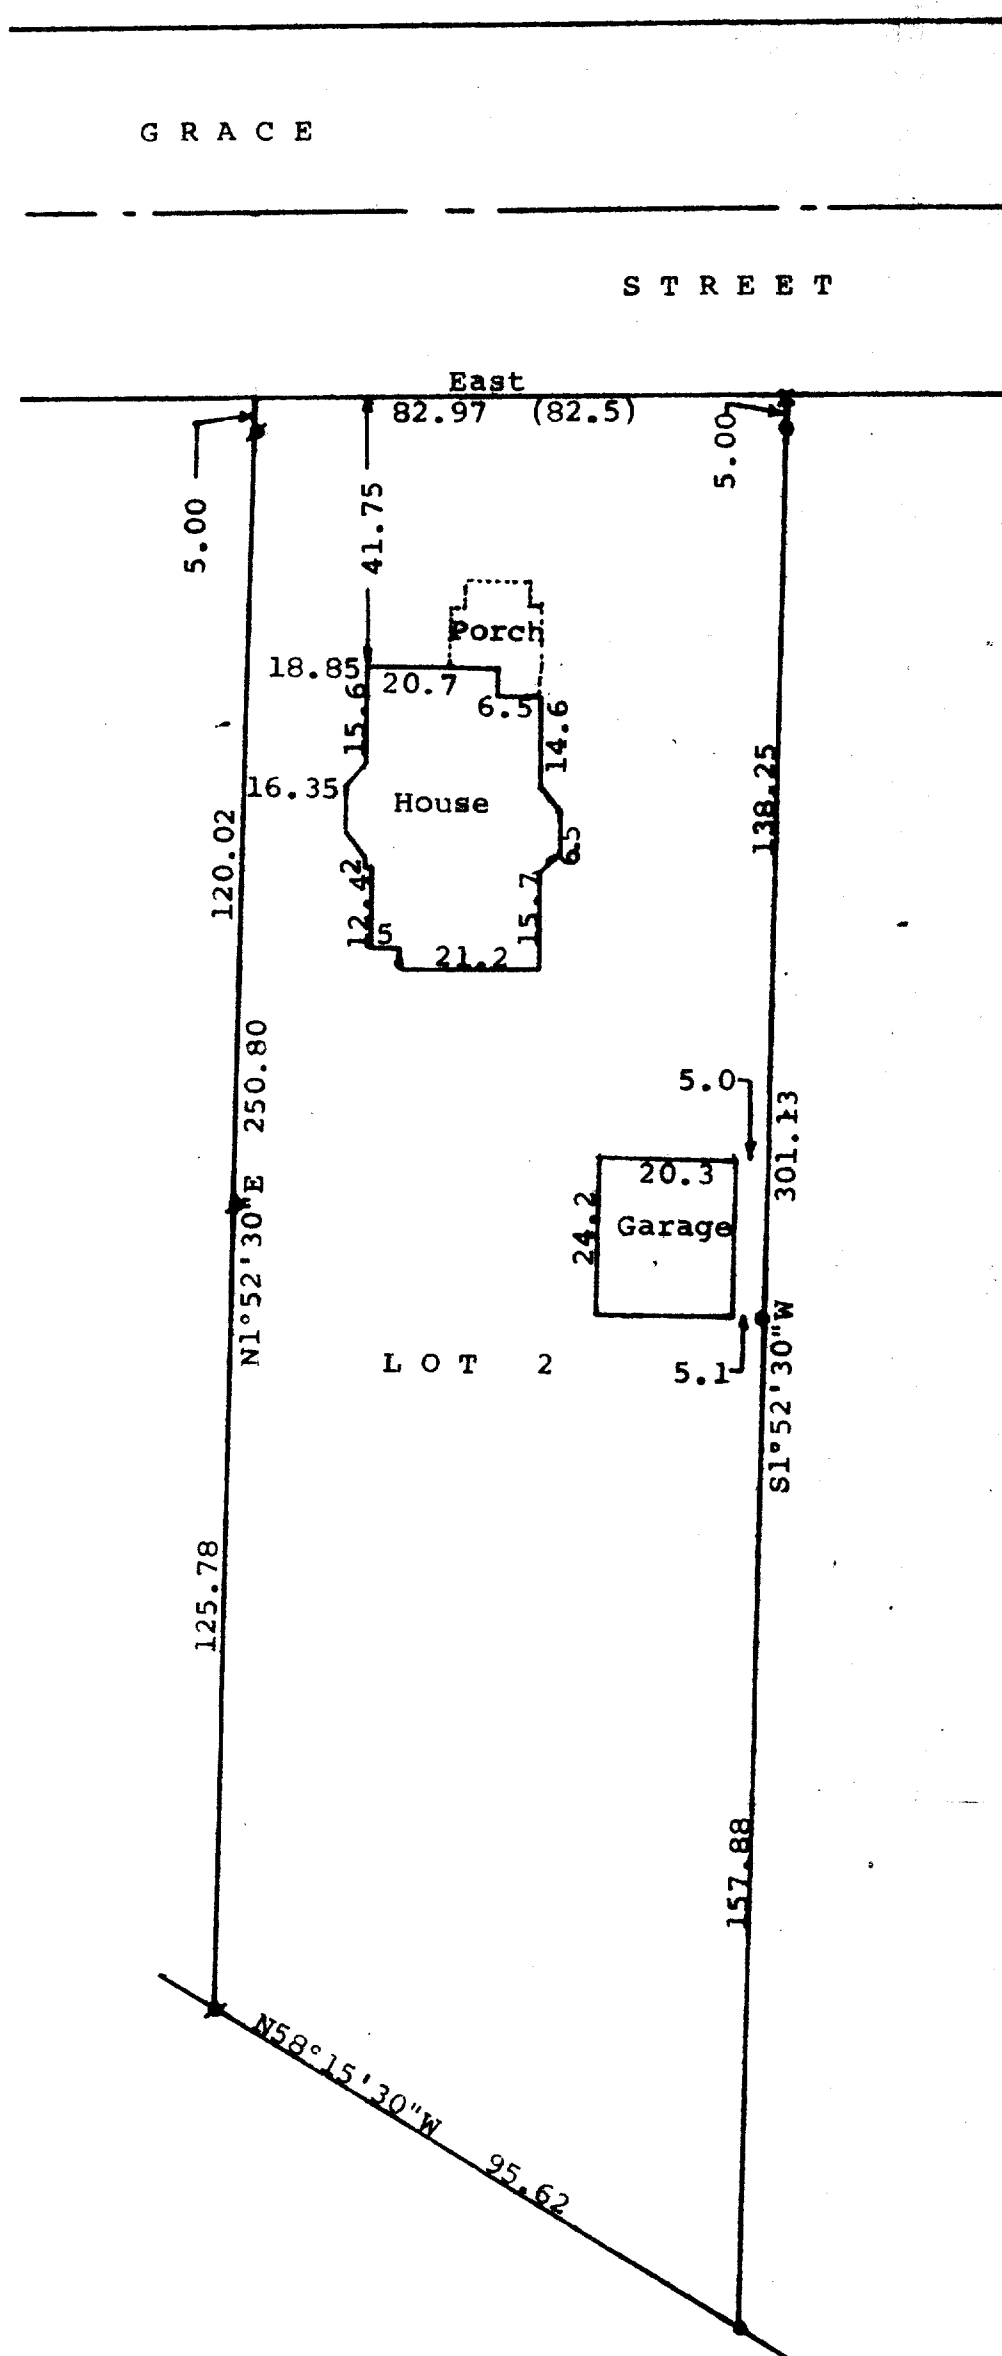 GRACE
STREET
East
82.97 (82.5)
5.00
5.00
41.75
Porch
18.85
20.7
6.5
15.6
14.6
16.35
House
6.5
138.25
120.02
12.42
5
15.7
21.2
250.80
N1°52'30"E
5.0
301.13
20.3
24.2
Garage
5.1
S1°52'30"W
LOT 2
125.78
157.88
N58°15'30"W
95.62